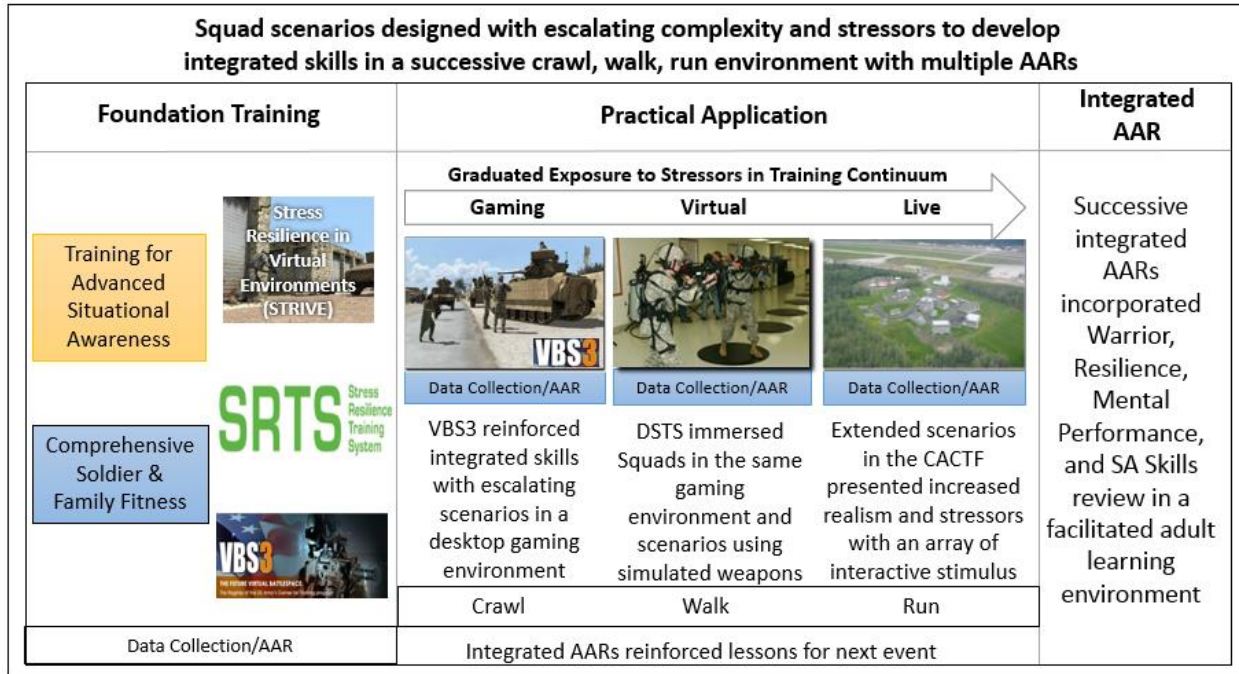 Squad scenarios designed with escalating complexity and stressors to develop
integrated skills in a successive crawl, walk, run environment with multiple AARs
Foundation Training
Practical Application
Integrated
AAR
Training for
Advanced
Situational
Awareness
Stress
Resilience in
Virtual
Environments
(STRIVE)
SRTS
Stress
Resilience
Training
System
Comprehensive
Soldier &
Family Fitness
VBS3
THE FUTURE VIRTUAL BATTLESPACE.
Graduated Exposure to Stressors in Training Continuum
Gaming
Virtual
Live
VBS3
Data Collection/AAR
Data Collection/AAR
Data Collection/AAR
VBS3 reinforced
integrated skills
with escalating
scenarios in a
desktop gaming
environment
DSTS immersed
Squads in the same
gaming
environment and
scenarios using
simulated weapons
Extended scenarios
in the CACTF
presented increased
realism and stressors
with an array of
interactive stimulus
Crawl
Walk
Run
Successive
integrated
AARs
incorporated
Warrior,
Resilience,
Mental
Performance,
and SA Skills
review in a
facilitated adult
learning
environment
Data Collection/AAR
Integrated AARs reinforced lessons for next event